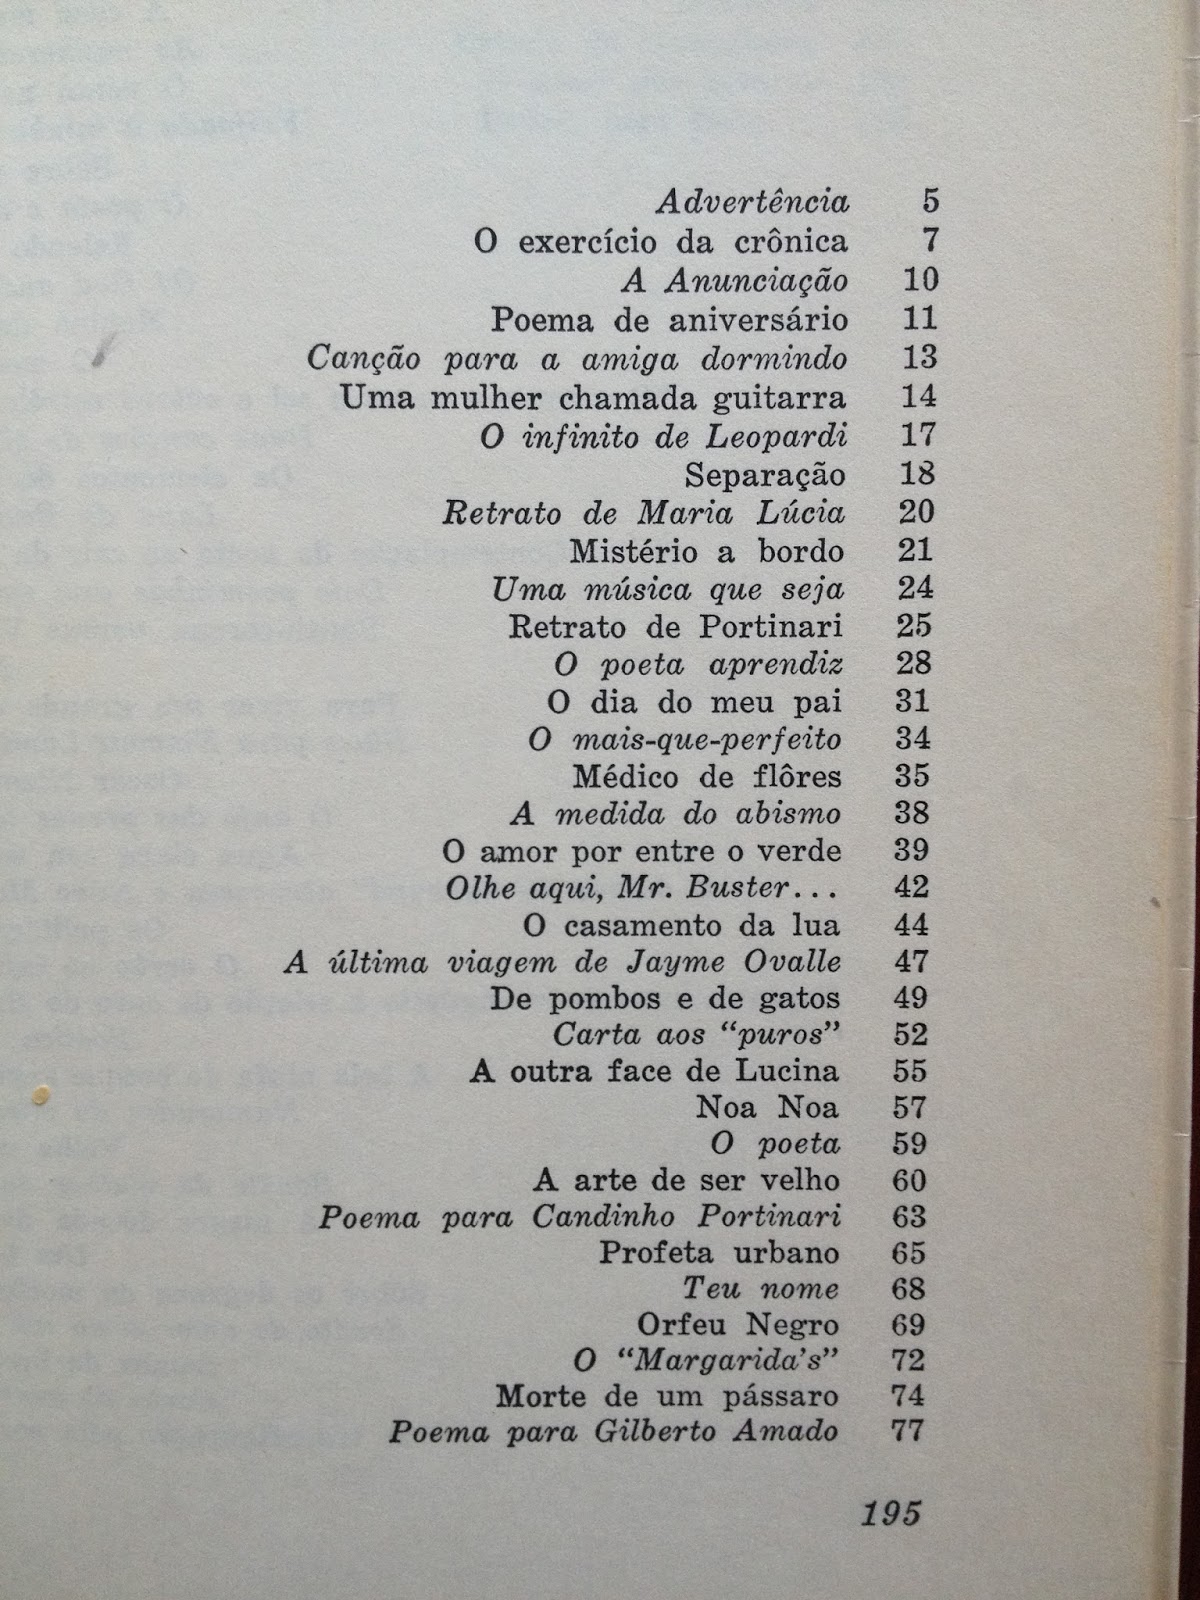 Advertência 5
O exercício da crônica 7
A Anunciação 10
Poema de aniversário 11
Canção para a amiga dormindo 13
Uma mulher chamada guitarra 14
O infinito de Leopardi 17
Separação 18
Retrato de Maria Lúcia 20
Mistério a bordo 21
Uma música que seja 24
Retrato de Portinari 25
O poeta aprendiz 28
O dia do meu pai 31
O mais-que-perfeito 34
Médico de flôres 35
A medida do abismo 38
O amor por entre o verde 39
Olhe aqui, Mr. Buster... 42
O casamento da lua 44
A última viagem de Jayme Ovalle 47
De pombos e de gatos 49
Carta aos “puros” 52
A outra face de Lucina 55
Noa Noa 57
O poeta 59
A arte de ser velho 60
Poema para Candinho Portinari 63
Profeta urbano 65
Teu nome 68
Orfeu Negro 69
O “Margarida's” 72
Morte de um pássaro 74
Poema para Gilberto Amado 77
195